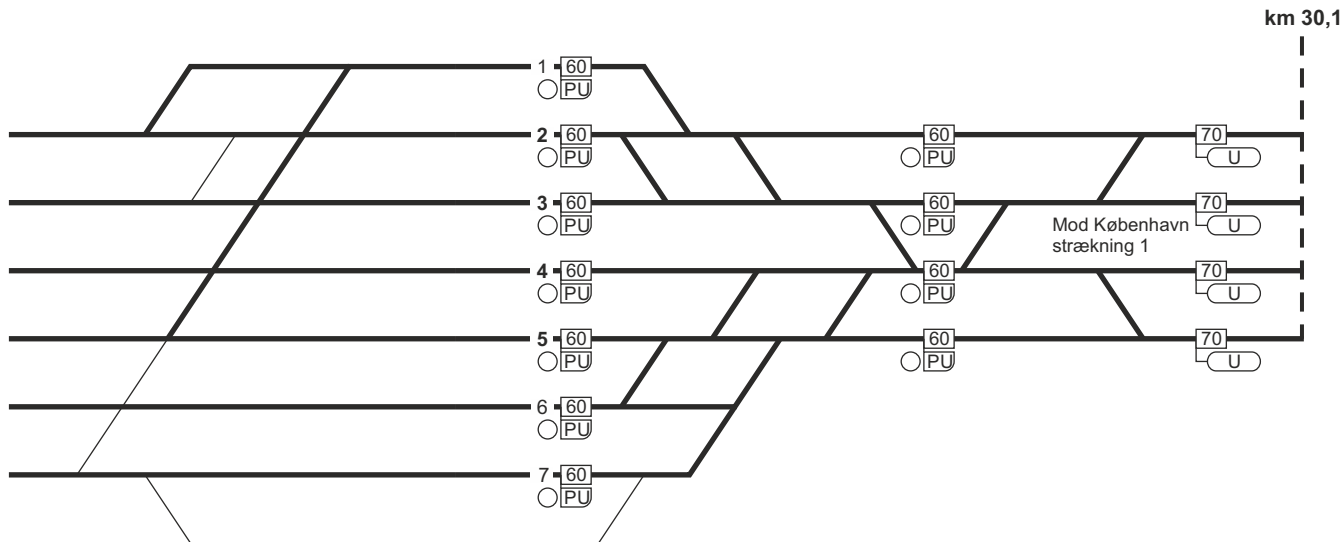 km 30,1
1 60
PU
2 60 60 70
PU PU U
3 60 60 70
PU PU U
Mod København
strækning 1
4 60 60 70
PU PU U
5 60 60 70
PU PU U
6 60
PU
7 60
PU